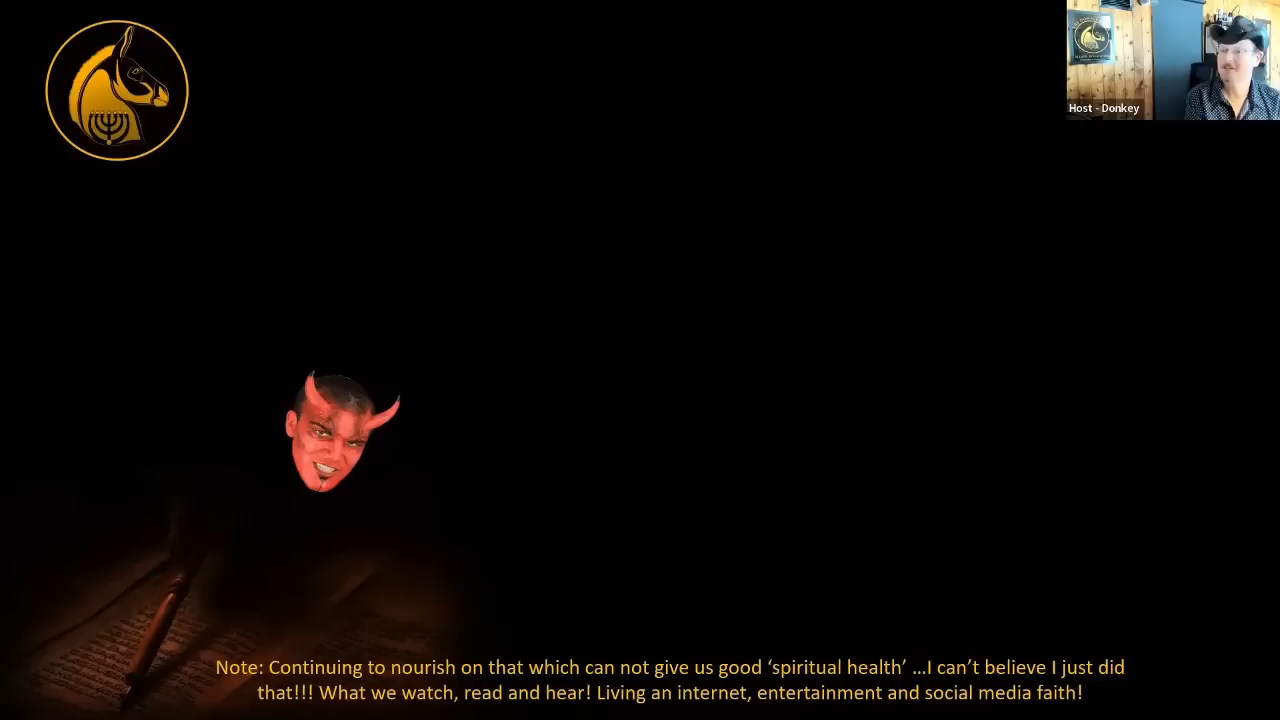 Host - Donkey
Note: Continuing to nourish on that which can not give us good ‘spiritual health’ …I can’t believe I just did
that!!! What we watch, read and hear! Living an internet, entertainment and social media faith!